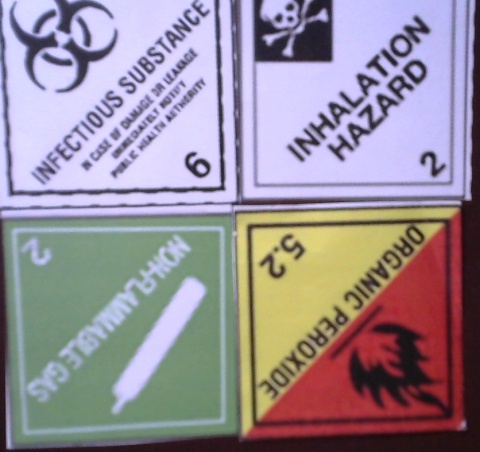 INFECTIOUS SUBSTANCE
IN CASE OF DAMAGE OR LEAKAGE
IMMEDIATELY NOTIFY
PUBLIC HEALTH AUTHORITY
6
INHALATION
HAZARD
2
NON-FLAMMABLE GAS
2
ORGANIC PEROXIDE
5.2